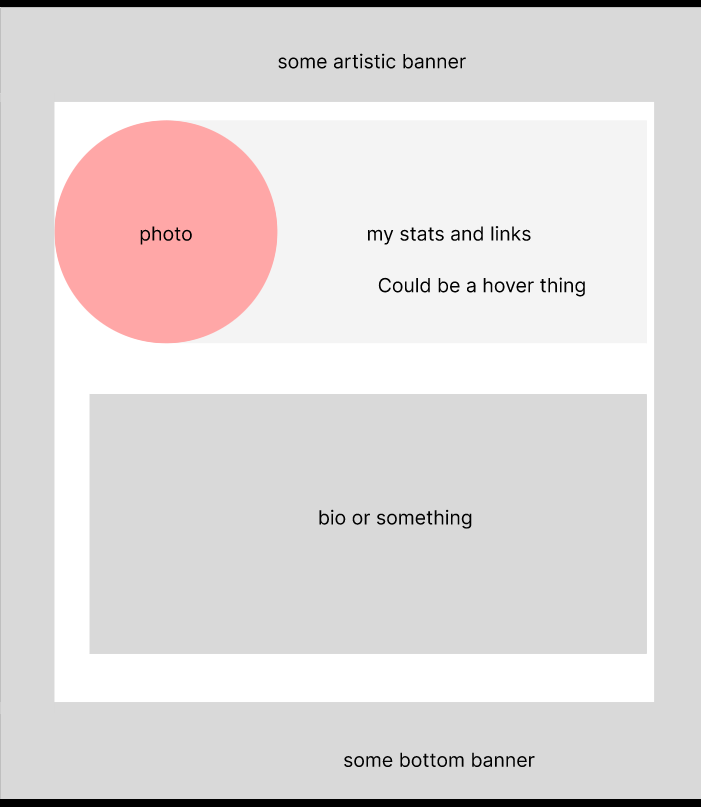 some artistic banner
photo
my stats and links
Could be a hover thing
bio or something
some bottom banner